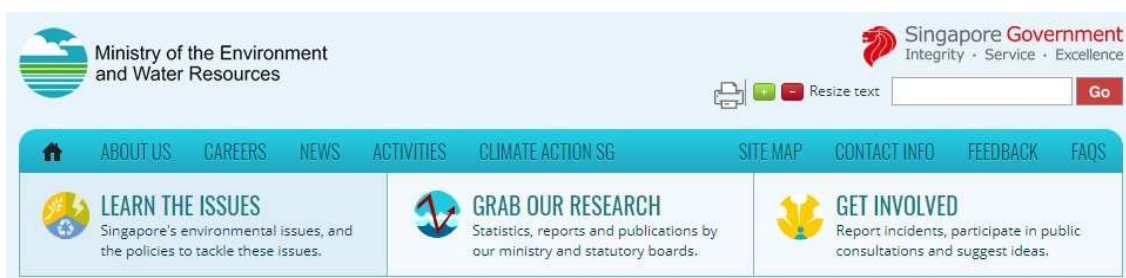 Ministry of the Environment
and Water Resources
Singapore Government
Integrity · Service · Excellence
+ - Resize text Go
ABOUT US CAREERS NEWS ACTIVITIES CLIMATE ACTION SG SITE MAP CONTACT INFO FEEDBACK FAQS
LEARN THE ISSUES
Singapore's environmental issues, and
the policies to tackle these issues.
GRAB OUR RESEARCH
Statistics, reports and publications by
our ministry and statutory boards.
GET INVOLVED
Report incidents, participate in public
consultations and suggest ideas.